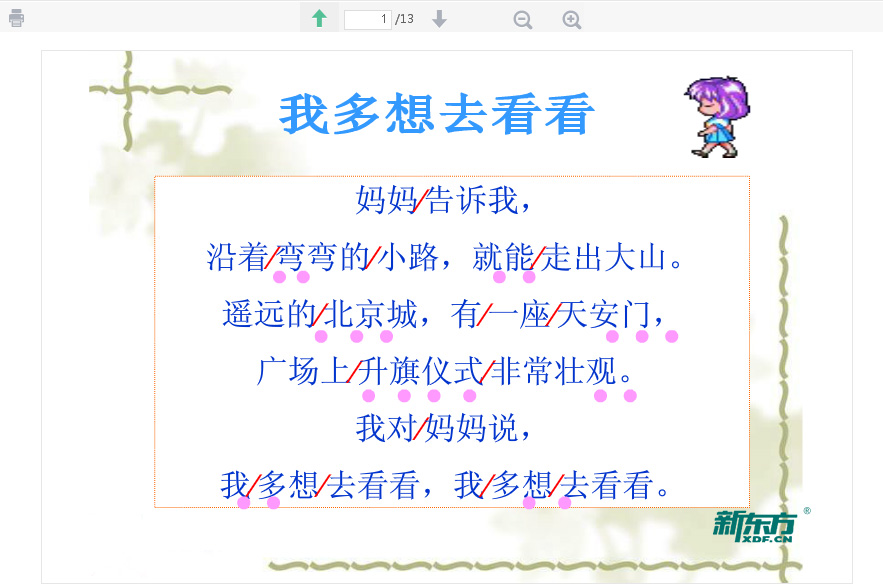 1 /13
我多想去看看
妈妈/告诉我，
沿着/弯弯的/小路，就能/走出大山。
遥远的/北京城，有/一座/天安门，
广场上/升旗仪式/非常壮观。
我对/妈妈说，
我/多想/去看看，我/多想/去看看。
新东方®
XDF.CN